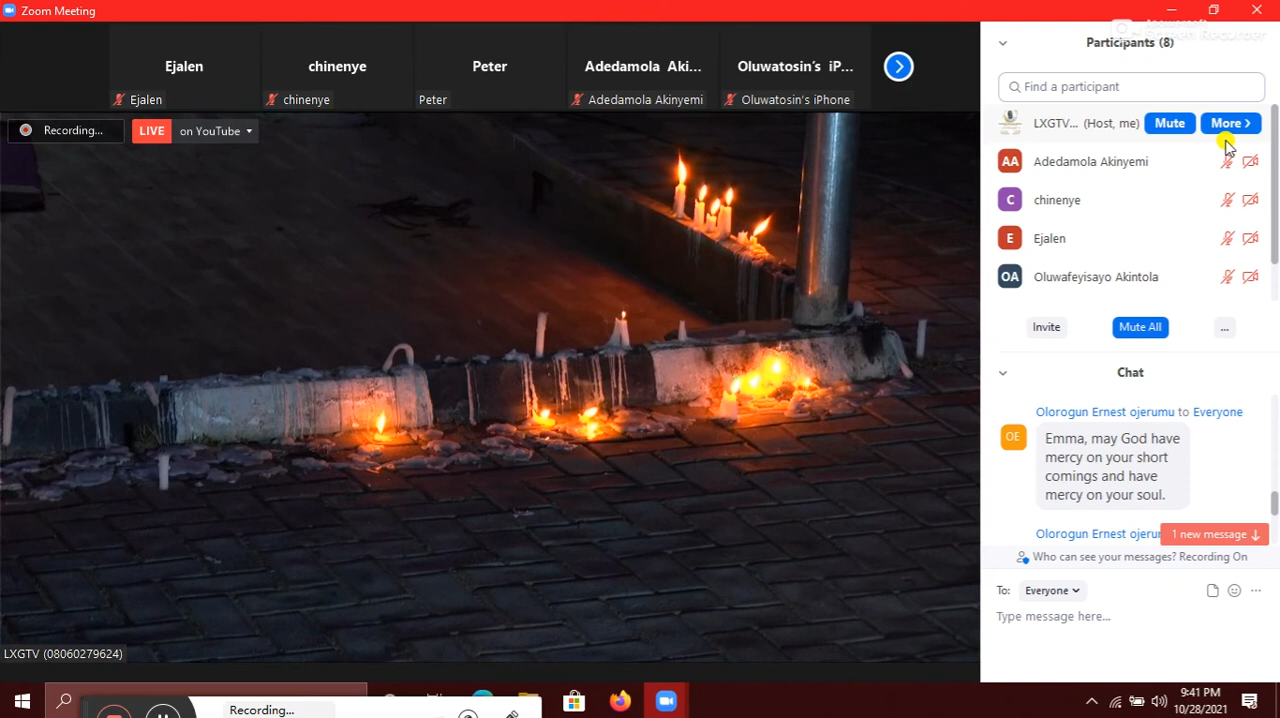 Zoom Meeting
Ejalen
chinenye
Peter
Adedamola Aki...
Oluwatosin's iP...
Ejalen
chinenye
Peter
Adedamola Akinyemi
Oluwatosin's iPhone
Recording...
LIVE on YouTube
LXGTV (08060279624)
Participants (8)
Screen Recorder
Find a participant
LXGTV... (Host, me) Mute More
AA Adedamola Akinyemi
C chinenye
E Ejalen
OA Oluwafeyisayo Akintola
Invite Mute All ...
Chat
Olorogun Ernest ojerumu to Everyone
OE
Emma, may God have
mercy on your short
comings and have
mercy on your soul.
Olorogun Ernest ojeru
1 new message
Who can see your messages? Recording On
To: Everyone
Type message here...
Recording...
9:41 PM
10/28/2021